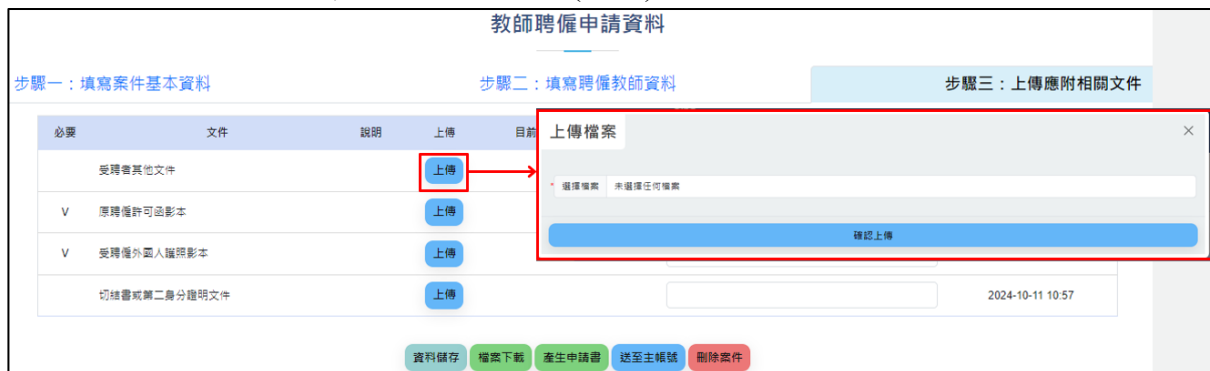 教師聘僱申請資料
步驟一：填寫案件基本資料 步驟二：填寫聘僱教師資料 步驟三：上傳應附相關文件
必要 文件 說明 上傳 目前
上傳檔案 ×
受聘者其他文件 上傳
* 選擇檔案 未選擇任何檔案
V 原聘僱許可函影本 上傳
確認上傳
V 受聘僱外國人護照影本 上傳
切結書或第二身分證明文件 上傳 2024-10-11 10:57
資料儲存 檔案下載 產生申請書 送至主帳號 刪除案件